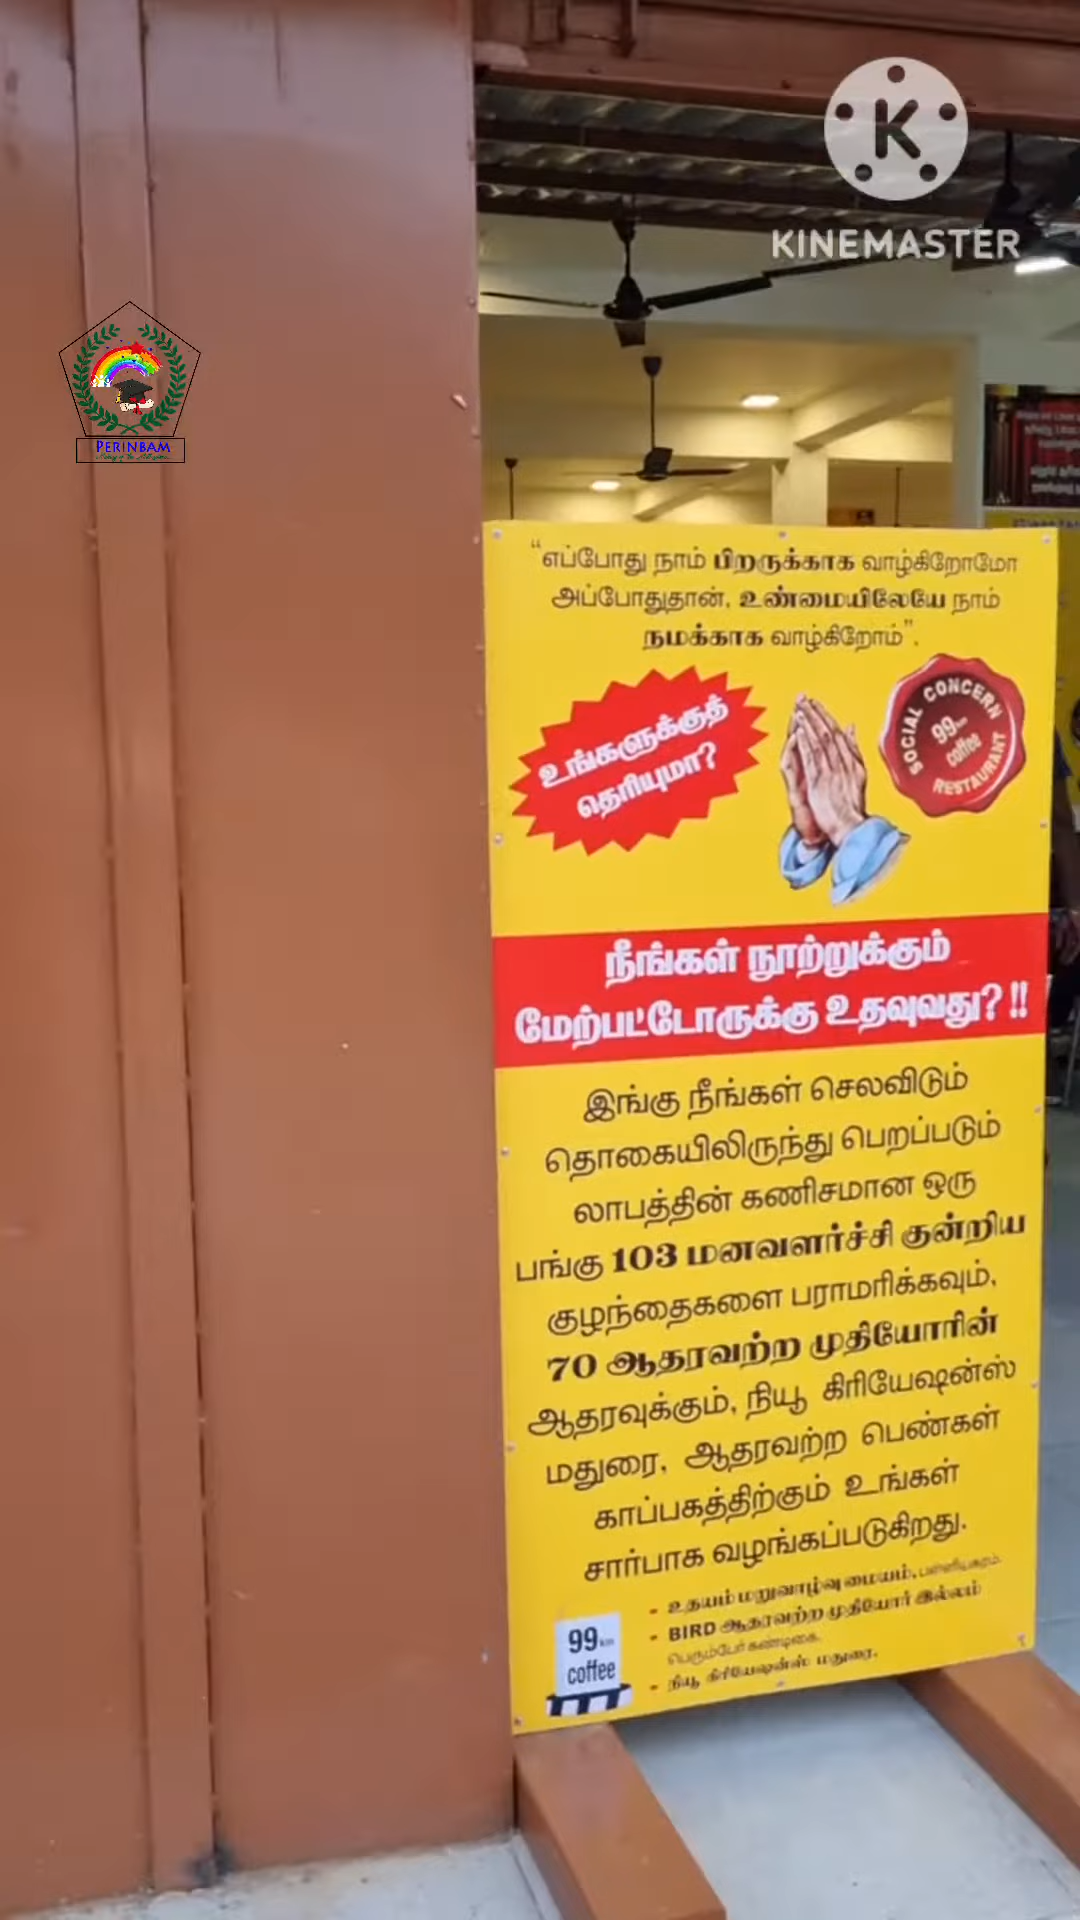 KINEMASTER
PERINBAM
"எப்போது நாம் பிறருக்காக வாழ்கிறோமோ
அப்போதுதான், உண்மையிலேயே நாம்
நமக்காக வாழ்கிறோம்".
உங்களுக்குத்
தெரியுமா?
SOCIAL CONCERN
99km
coffee
RESTAURANT
நீங்கள் நூற்றுக்கும்
மேற்பட்டோருக்கு உதவுவது? !!
இங்கு நீங்கள் செலவிடும்
தொகையிலிருந்து பெறப்படும்
லாபத்தின் கணிசமான ஒரு
பங்கு 103 மனவளர்ச்சி குன்றிய
குழந்தைகளை பராமரிக்கவும்,
70 ஆதரவற்ற முதியோரின்
ஆதரவுக்கும், நியூ கிரியேஷன்ஸ்
மதுரை, ஆதரவற்ற பெண்கள்
காப்பகத்திற்கும் உங்கள்
சார்பாக வழங்கப்படுகிறது.
- உதயம் மறுவாழ்வு மையம்,
- BIRD ஆதரவற்ற முதியோர் இல்லம்
பெரும்பேர் கண்டிகை.
- நியூ கிரியேஷன்ஸ் மதுரை.
99km
coffee